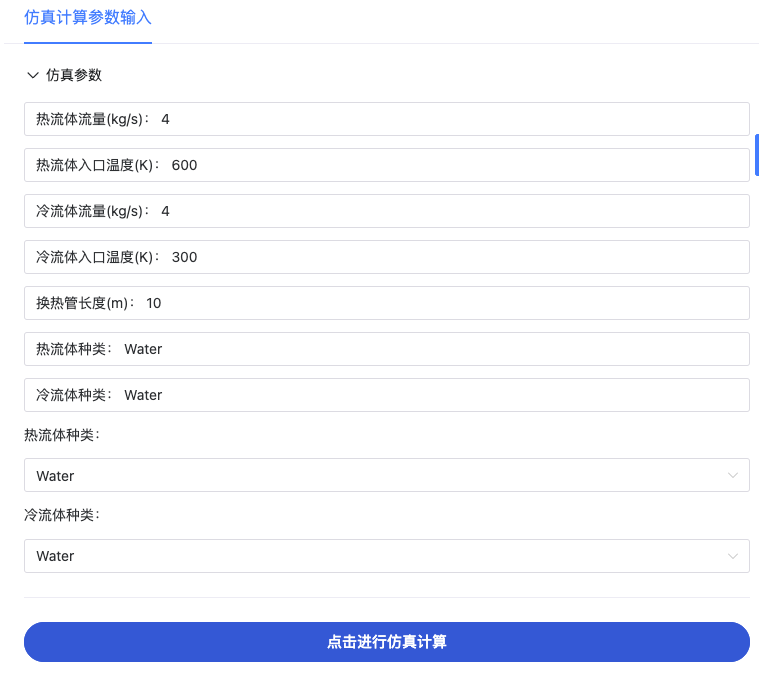 仿真计算参数输入
仿真参数
热流体流量(kg/s)： 4
热流体入口温度(K)： 600
冷流体流量(kg/s)： 4
冷流体入口温度(K)： 300
换热管长度(m)： 10
热流体种类： Water
冷流体种类： Water
热流体种类：
Water
冷流体种类：
Water
点击进行仿真计算